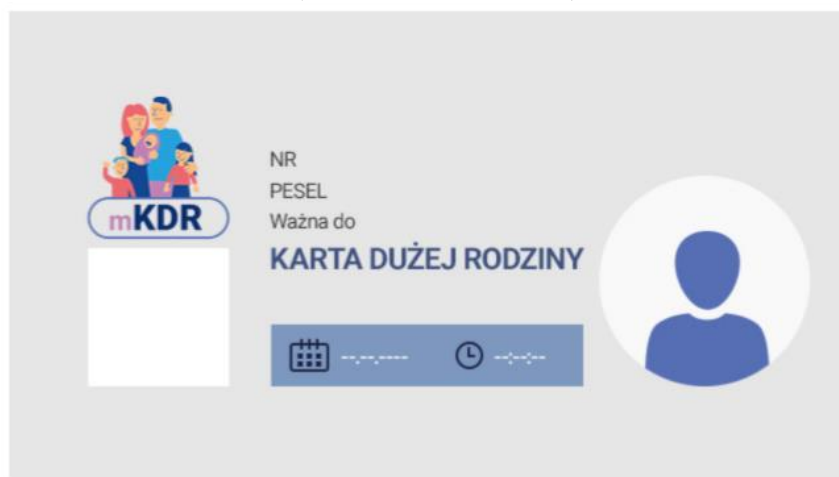 mKDR
NR
PESEL
Ważna do
KARTA DUŻEJ RODZINY
--.--.---- --:--:--